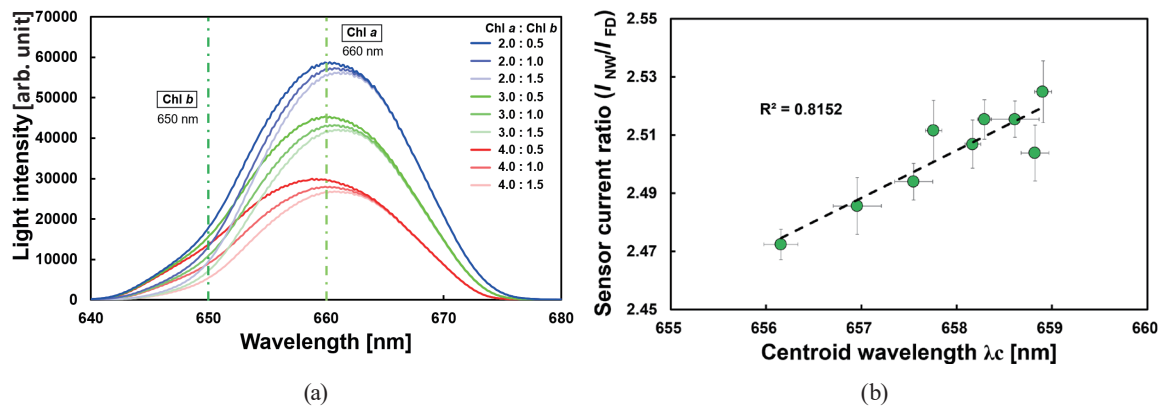 70000
60000
50000
40000
30000
20000
10000
0
Light intensity [arb. unit]
640
650
660
670
680
Wavelength [nm]
Chl b
650 nm
Chl a
660 nm
Chl a : Chl b
2.0 : 0.5
2.0 : 1.0
2.0 : 1.5
3.0 : 0.5
3.0 : 1.0
3.0 : 1.5
4.0 : 0.5
4.0 : 1.0
4.0 : 1.5
(a)
2.55
2.53
2.51
2.49
2.47
2.45
Sensor current ratio (I NW/I FD)
R² = 0.8152
655
656
657
658
659
660
Centroid wavelength λc [nm]
(b)